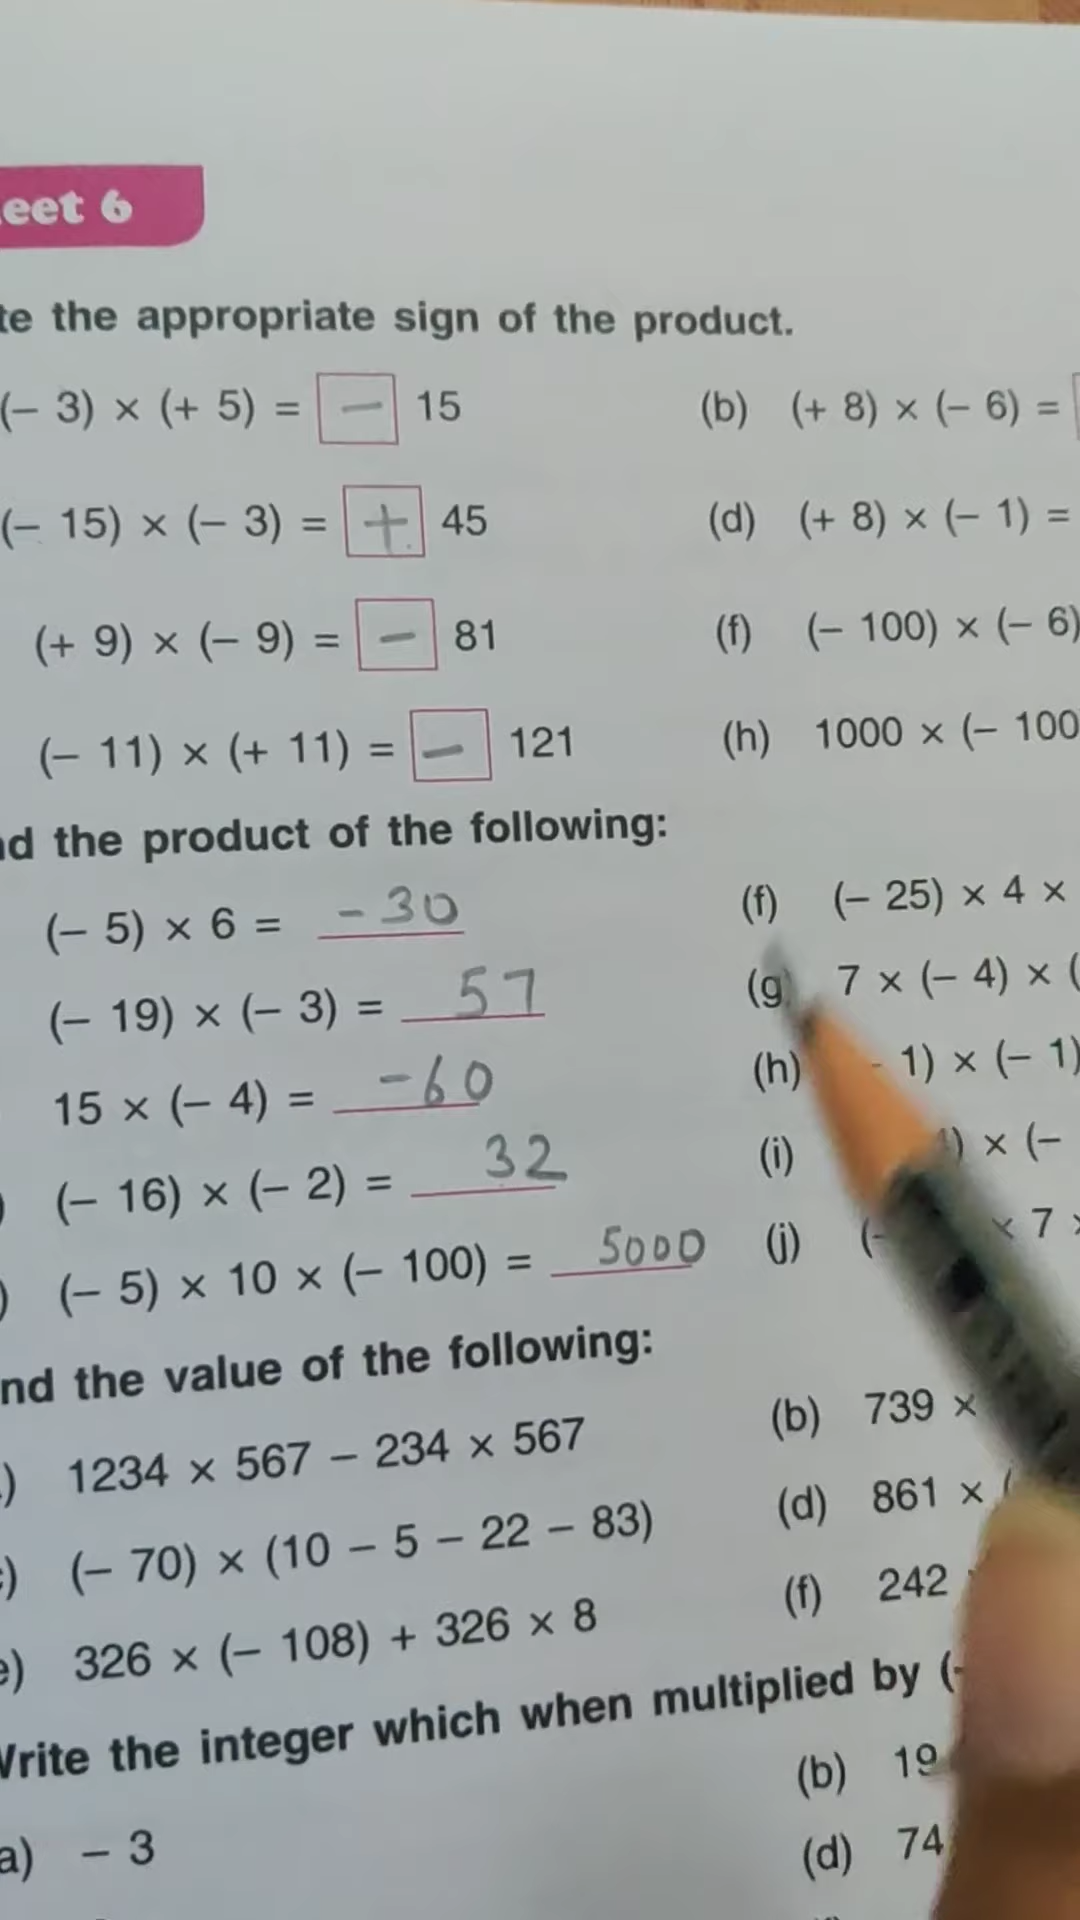 eet 6
te the appropriate sign of the product.
(– 3) × (+ 5) = – 15
(b) (+ 8) × (– 6) =
(– 15) × (– 3) = + 45
(d) (+ 8) × (– 1) =
(+ 9) × (– 9) = – 81
(f) (– 100) × (– 6)
(– 11) × (+ 11) = – 121
(h) 1000 × (– 100
nd the product of the following:
(– 5) × 6 = -30
(f) (– 25) × 4 ×
(– 19) × (– 3) = 57
(g) 7 × (– 4) × (
15 × (– 4) = -60
(h) - 1) × (– 1)
(– 16) × (– 2) = 32
(i) ) × (–
) (– 5) × 10 × (– 100) = 5000
(j) (- × 7 ×
nd the value of the following:
) 1234 × 567 – 234 × 567
(b) 739 ×
) (– 70) × (10 – 5 – 22 – 83)
(d) 861 × (
e) 326 × (– 108) + 326 × 8
(f) 242
Write the integer which when multiplied by (-
(b) 19
a) – 3
(d) 74